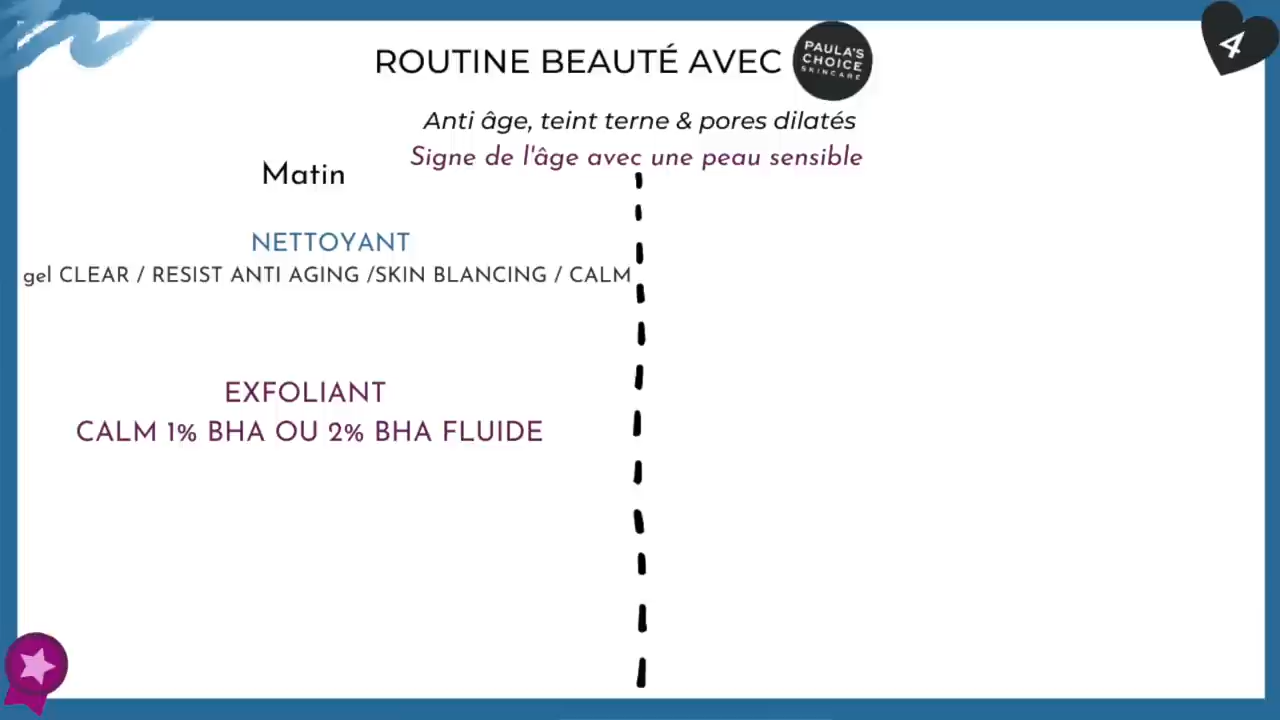 ROUTINE BEAUTÉ AVEC
PAULA'S
CHOICE
SKINCARE
4
Anti âge, teint terne & pores dilatés
Signe de l'âge avec une peau sensible
Matin
NETTOYANT
gel CLEAR / RESIST ANTI AGING /SKIN BLANCING / CALM
EXFOLIANT
CALM 1% BHA OU 2% BHA FLUIDE